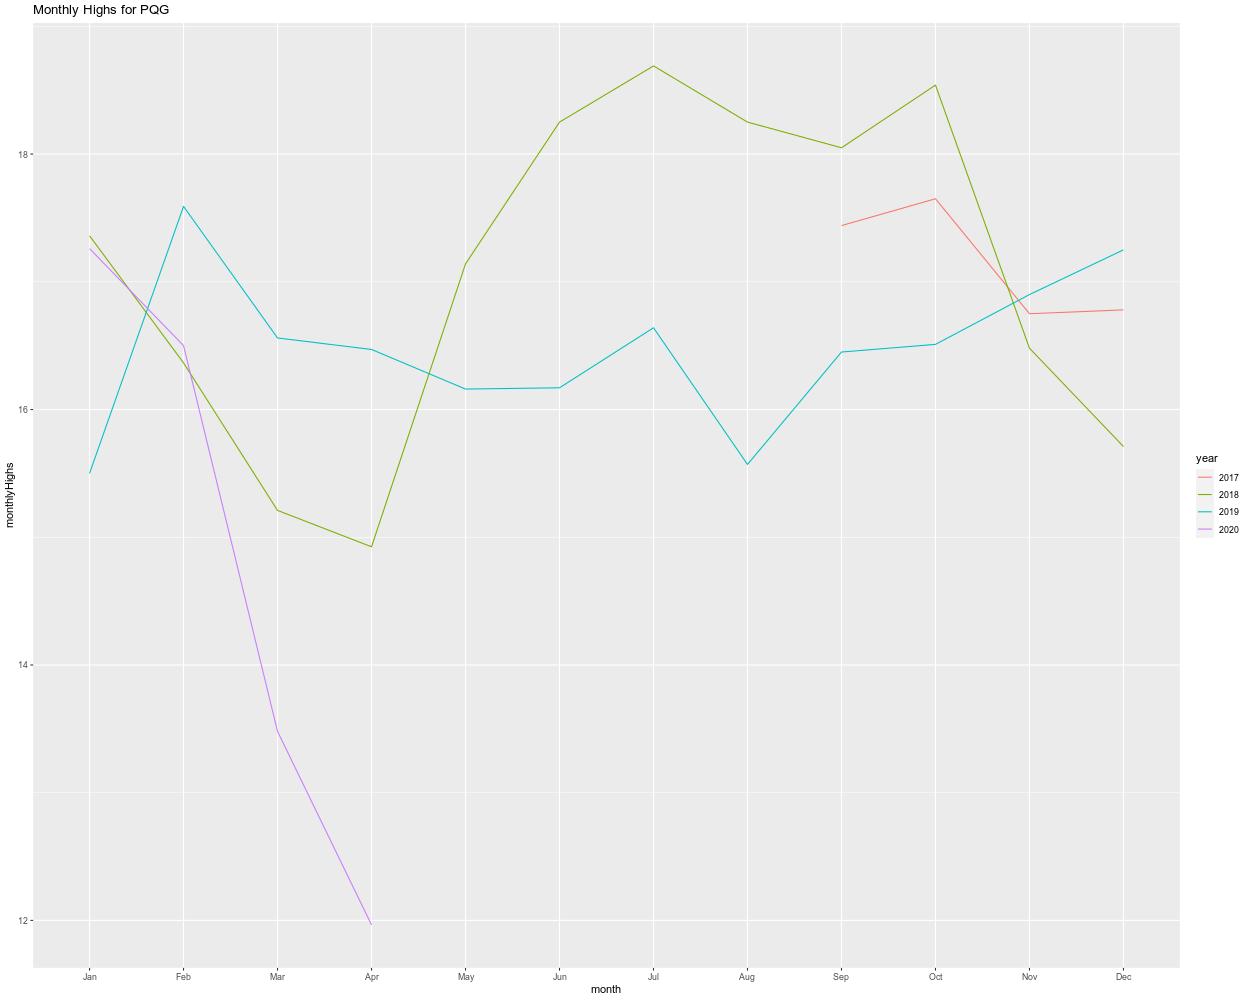 Monthly Highs for PQG
monthlyHighs
18
16
14
12
Jan Feb Mar Apr May Jun Jul Aug Sep Oct Nov Dec
month
year
2017
2018
2019
2020